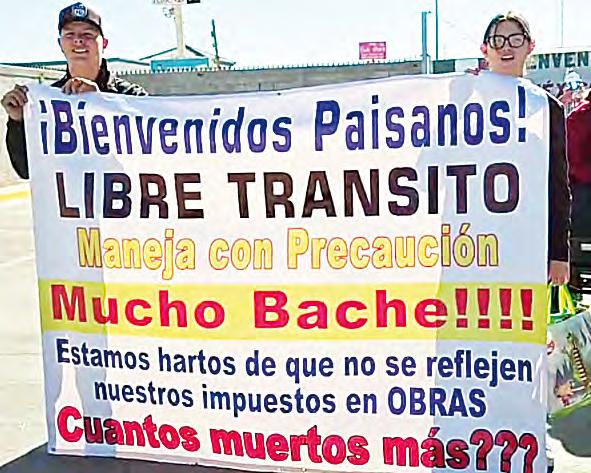 ¡Bienvenidos Paisanos!
LIBRE TRANSITO
Maneja con Precaución
Mucho Bache!!!!
Estamos hartos de que no se reflejen
nuestros impuestos en OBRAS
Cuantos muertos más???